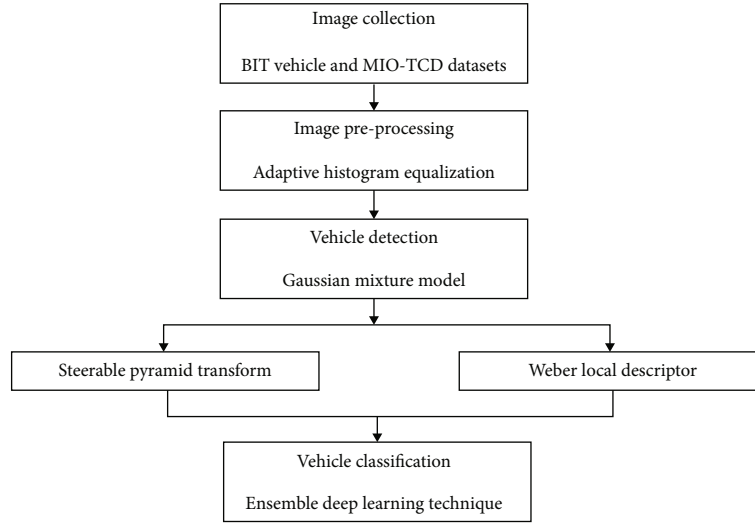 Image collection
BIT vehicle and MIO-TCD datasets
Image pre-processing
Adaptive histogram equalization
Vehicle detection
Gaussian mixture model
Steerable pyramid transform
Weber local descriptor
Vehicle classification
Ensemble deep learning technique